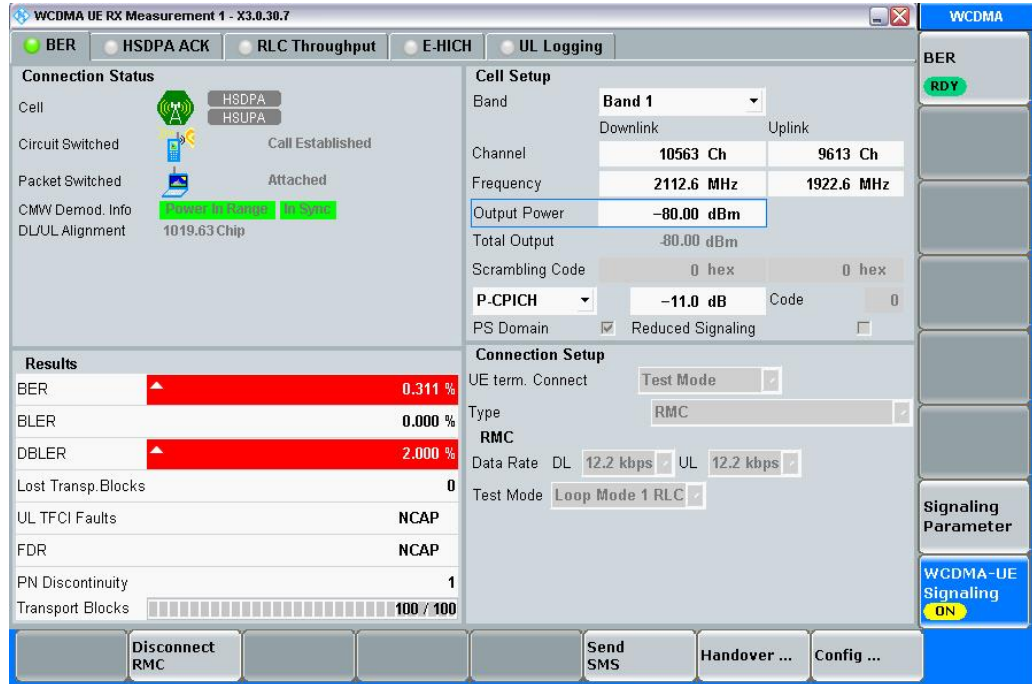 WCDMA UE RX Measurement 1 - X3.0.30.7
WCDMA
BER HSDPA ACK RLC Throughput E-HICH UL Logging
BER
RDY
Connection Status
Cell HSDPA
HSUPA
Circuit Switched Call Established
Packet Switched Attached
CMW Demod. Info Power In Range In Sync
DL/UL Alignment 1019.63 Chip
Cell Setup
Band Band 1
Downlink Uplink
Channel 10563 Ch 9613 Ch
Frequency 2112.6 MHz 1922.6 MHz
Output Power −80.00 dBm
Total Output -80.00 dBm
Scrambling Code 0 hex 0 hex
P-CPICH −11.0 dB Code 0
PS Domain Reduced Signaling
Results
BER 0.311 %
BLER 0.000 %
DBLER 2.000 %
Lost Transp.Blocks 0
UL TFCI Faults NCAP
FDR NCAP
PN Discontinuity 1
Transport Blocks 100 / 100
Connection Setup
UE term. Connect Test Mode
Type RMC
RMC
Data Rate DL 12.2 kbps UL 12.2 kbps
Test Mode Loop Mode 1 RLC
Signaling
Parameter
WCDMA-UE
Signaling
ON
Disconnect
RMC
Send
SMS
Handover ...
Config ...